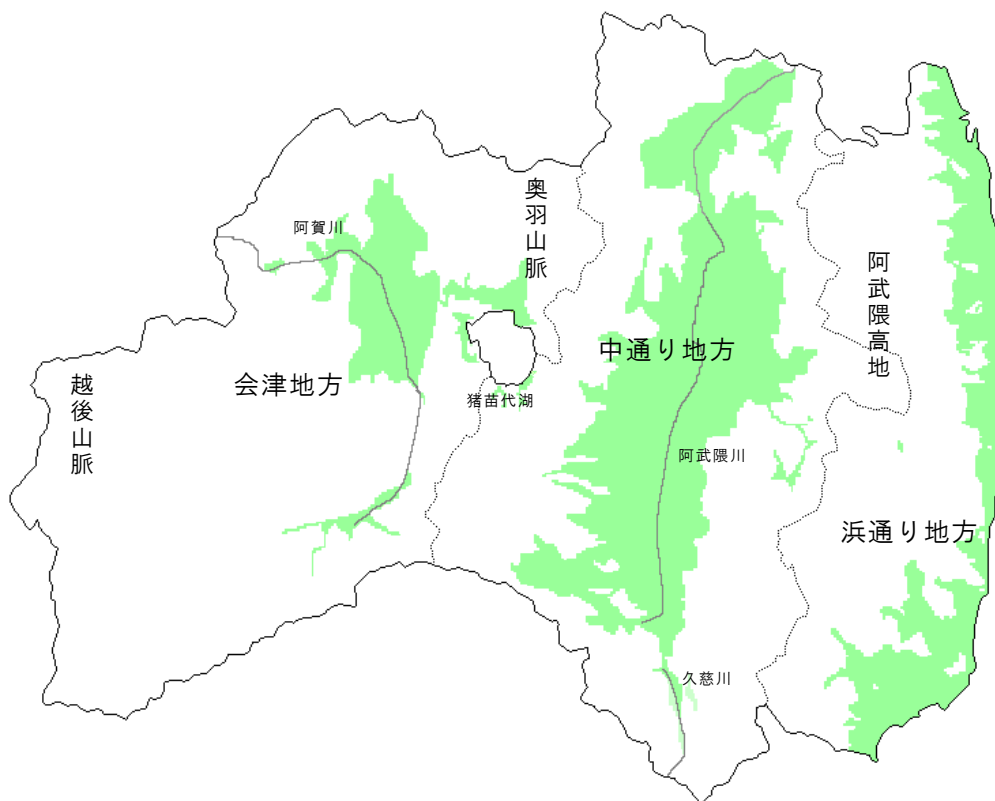 奥羽山脈
阿賀川
阿武隈高地
中通り地方
越後山脈
会津地方
猪苗代湖
阿武隈川
浜通り地方
久慈川